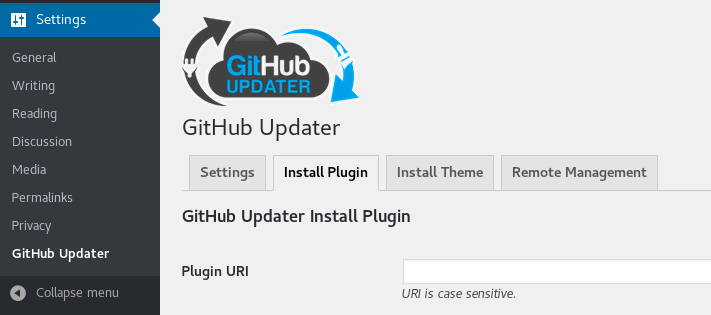 Settings
General
Writing
Reading
Discussion
Media
Permalinks
Privacy
GitHub Updater
Collapse menu
GitHub
UPDATER
GitHub Updater
Settings Install Plugin Install Theme Remote Management
GitHub Updater Install Plugin
Plugin URI
URI is case sensitive.